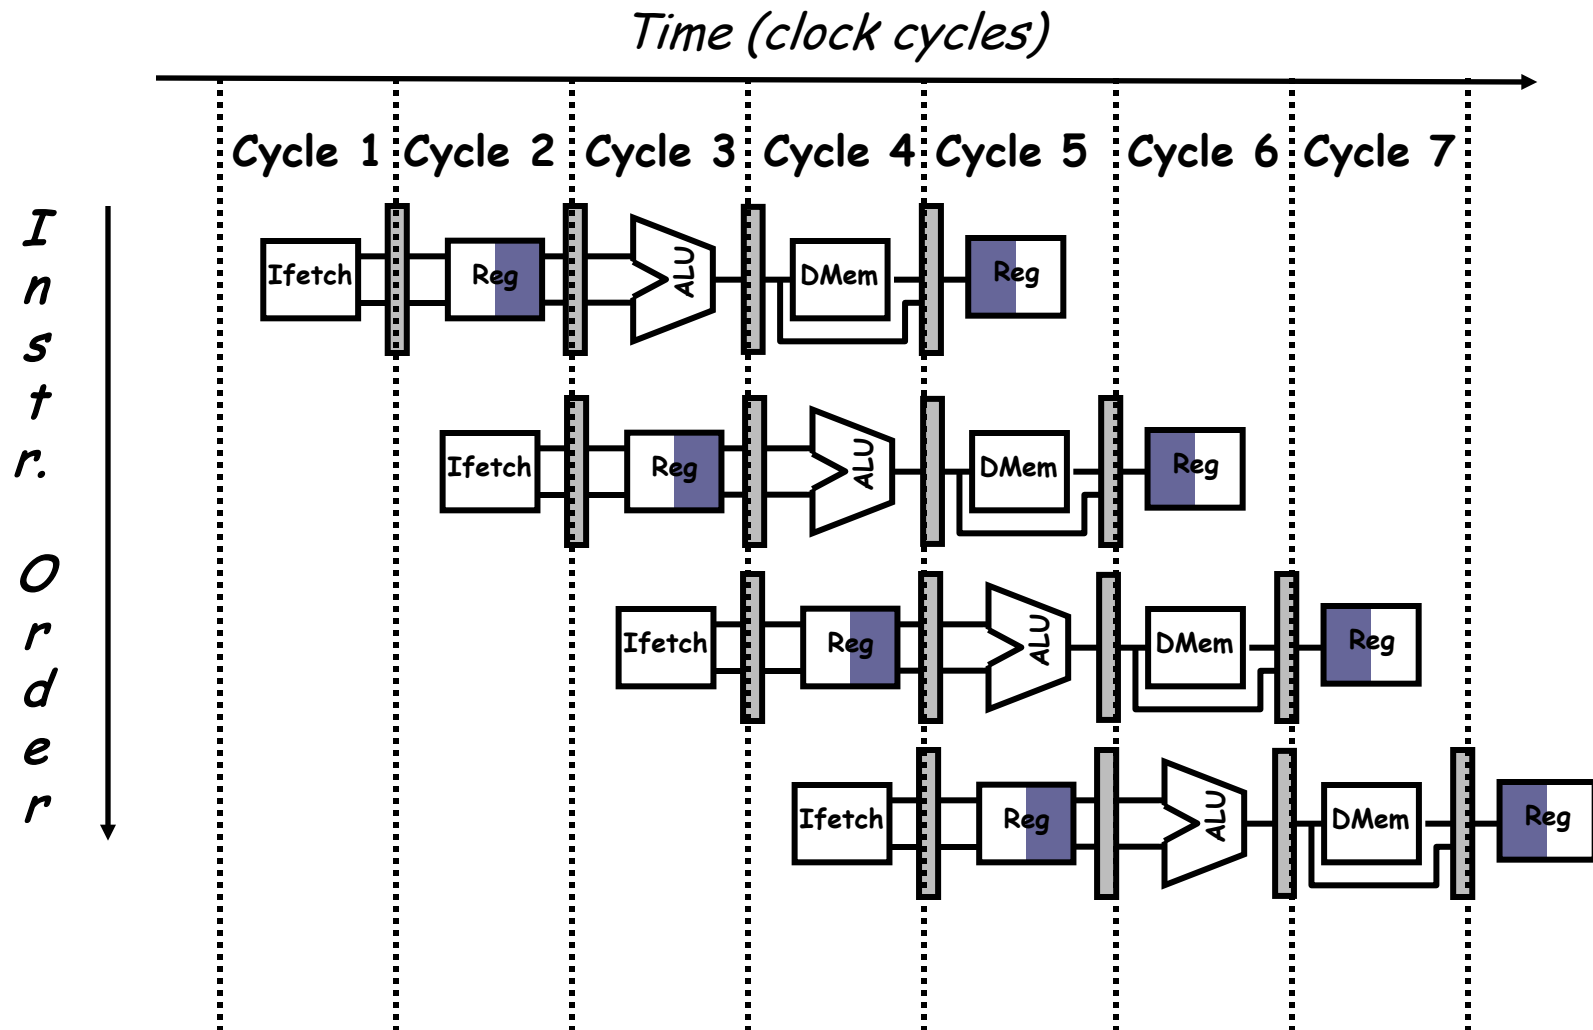 Time (clock cycles)
Cycle 1 Cycle 2 Cycle 3 Cycle 4 Cycle 5 Cycle 6 Cycle 7
Instr. Order
Ifetch Reg ALU DMem Reg
Ifetch Reg ALU DMem Reg
Ifetch Reg ALU DMem Reg
Ifetch Reg ALU DMem Reg